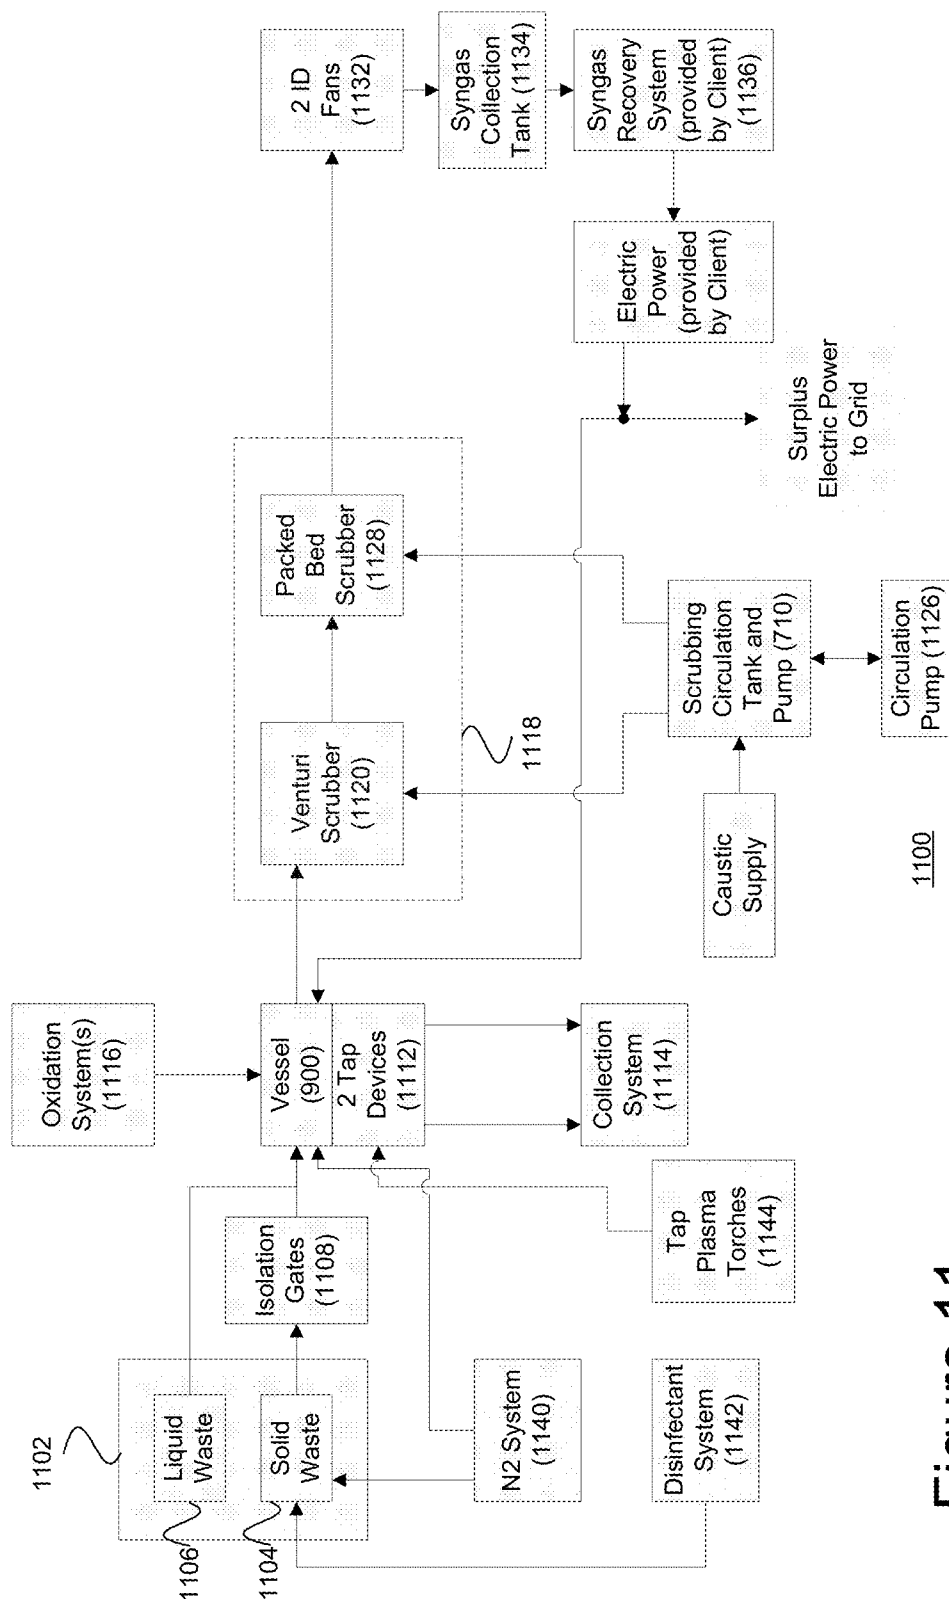 1102
1106
1104
Liquid
Waste
Solid
Waste
Isolation
Gates
(1108)
N2 System
(1140)
Disinfectant
System
(1142)
Oxidation
System(s)
(1116)
Vessel
(900)
2 Tap
Devices
(1112)
Collection
System
(1114)
Tap
Plasma
Torches
(1144)
Venturi
Scrubber
(1120)
Packed
Bed
Scrubber
(1128)
1118
2 ID
Fans
(1132)
Syngas
Collection
Tank (1134)
Syngas
Recovery
System
(provided
by Client)
(1136)
Electric
Power
(provided
by Client)
Surplus
Electric Power
to Grid
Scrubbing
Circulation
Tank and
Pump (710)
Circulation
Pump (1126)
Caustic
Supply
1100
Figure 11